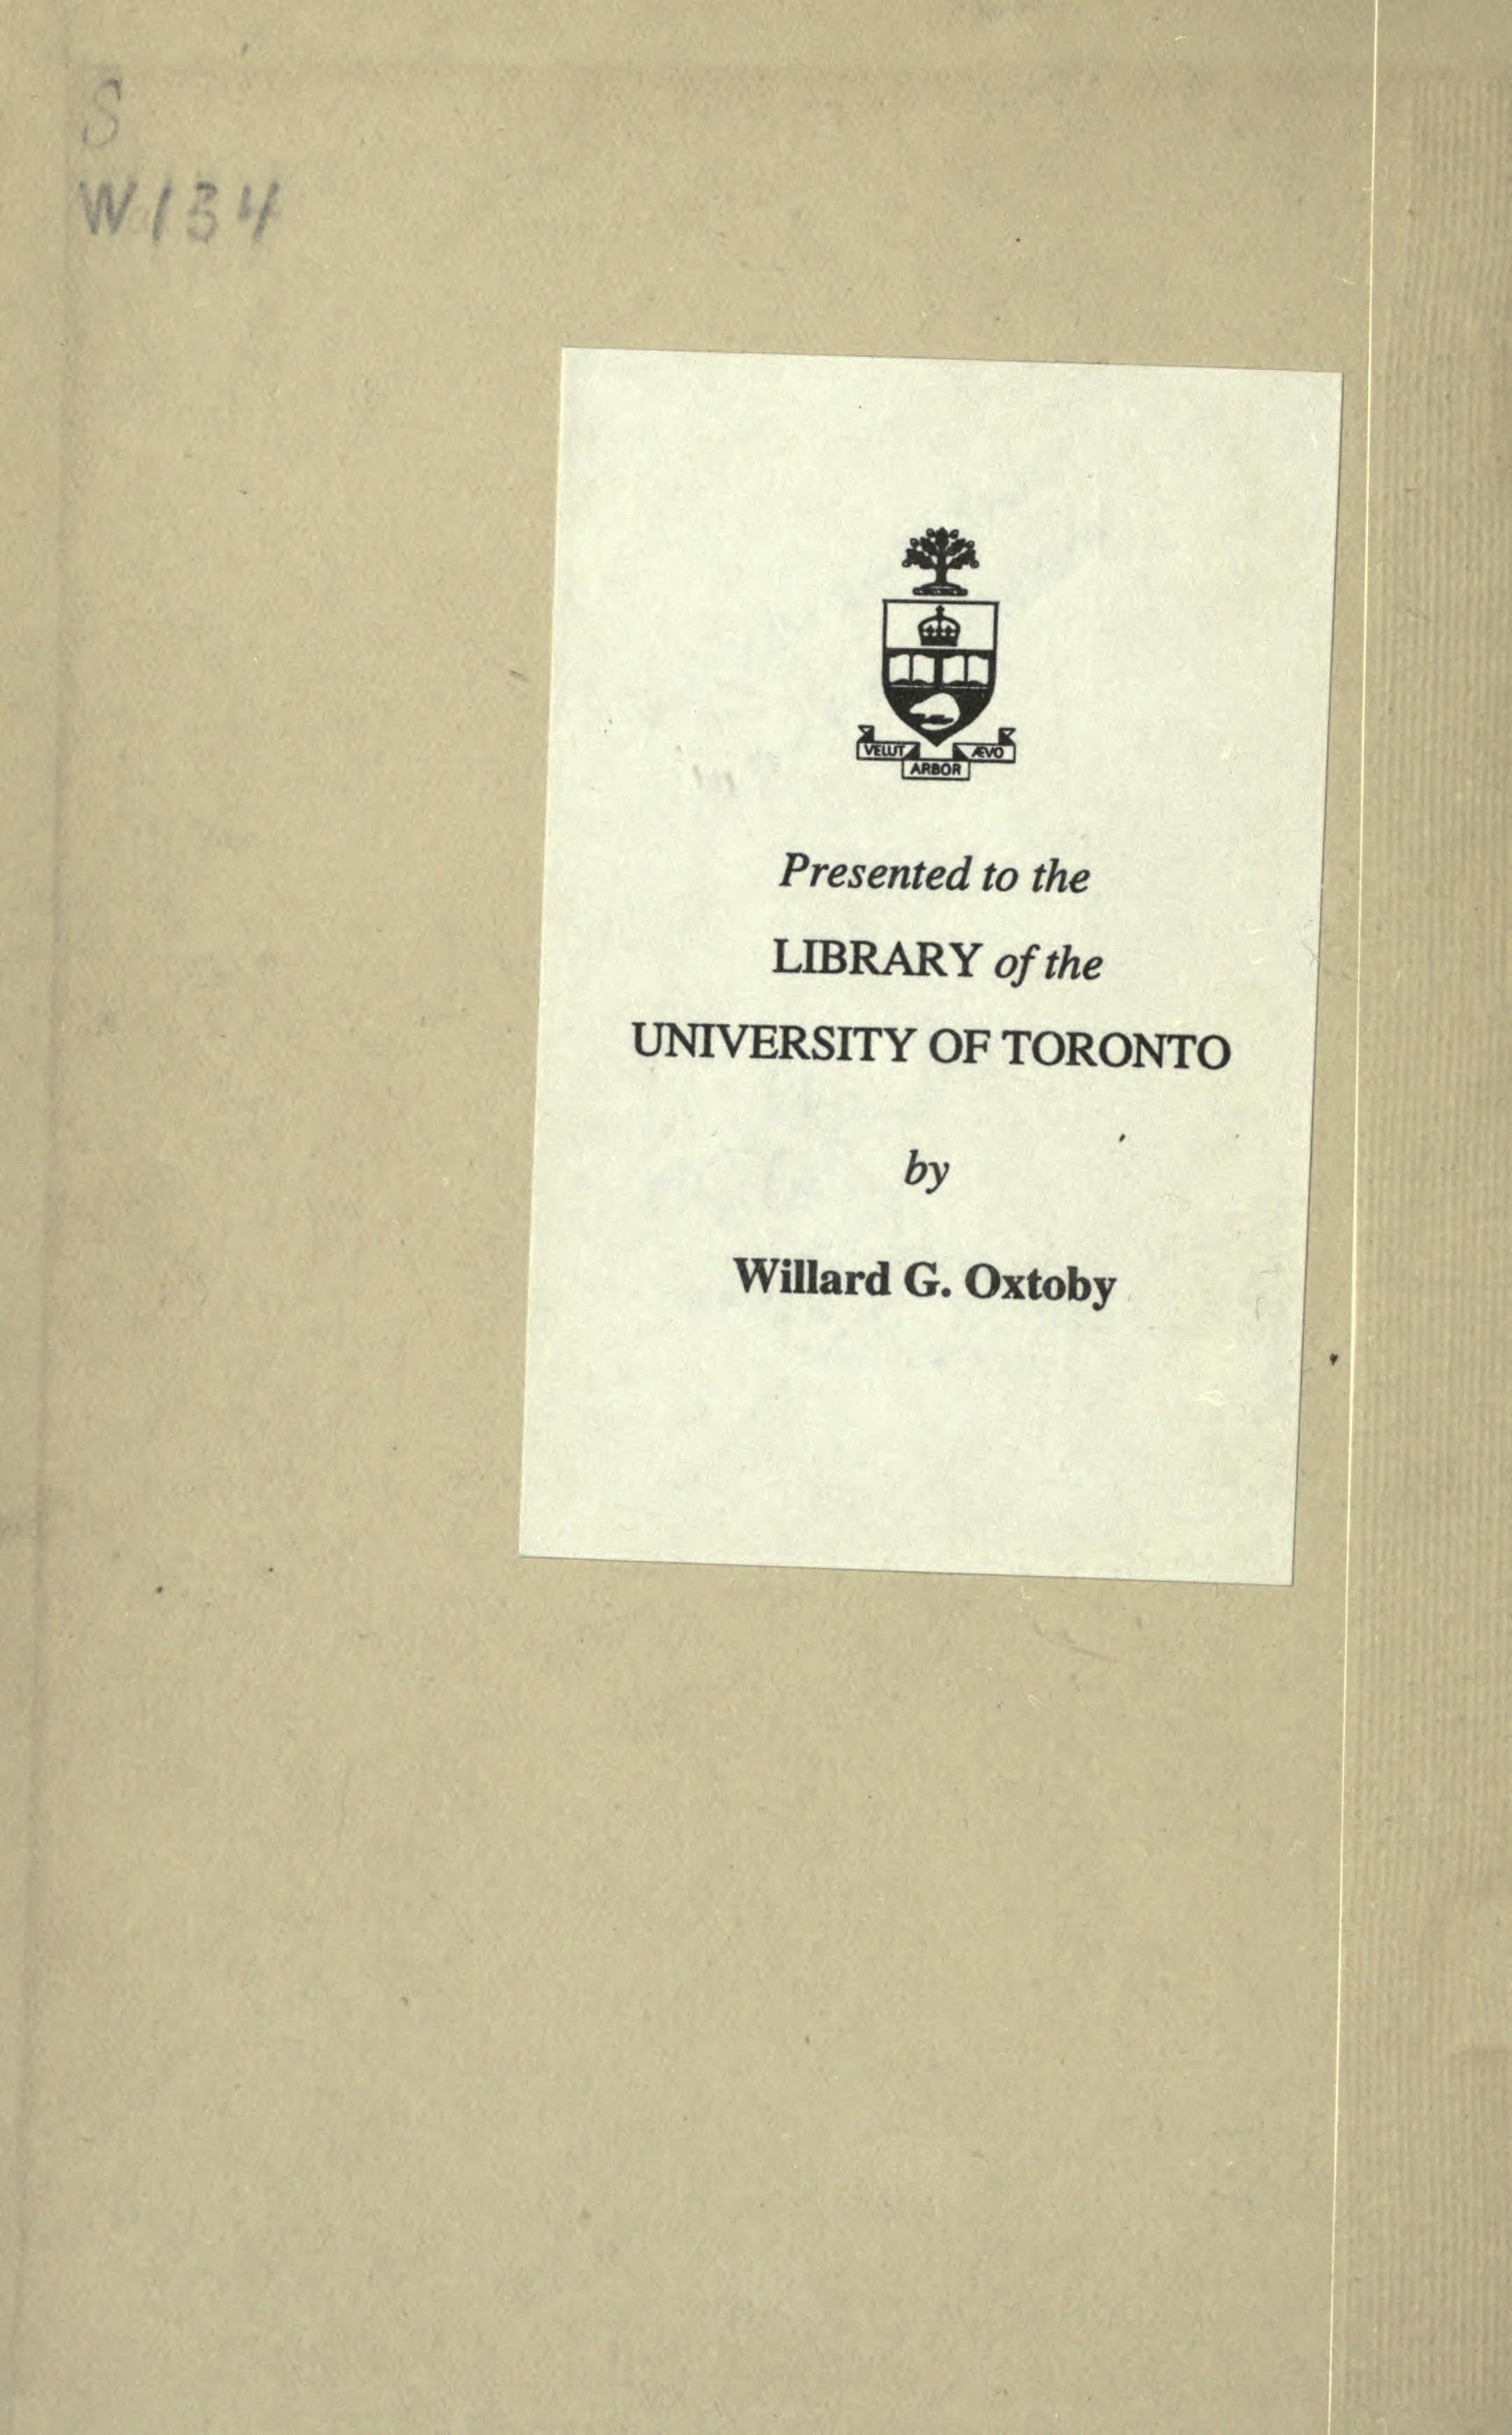 S
W134
VELUT ÆVO
ARBOR
Presented to the
LIBRARY of the
UNIVERSITY OF TORONTO
by
Willard G. Oxtoby